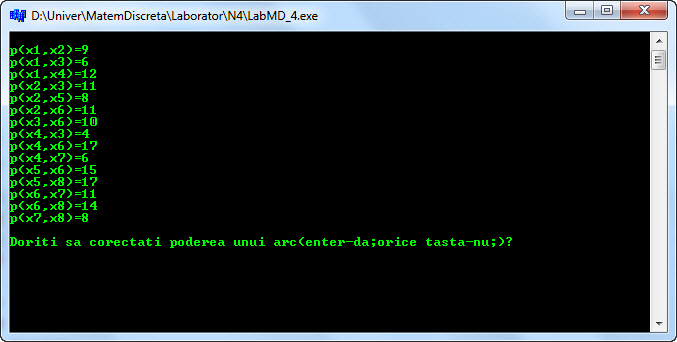 D:\Univer\MatemDiscreta\Laborator\N4\LabMD_4.exe
p(x1,x2)=9
p(x1,x3)=6
p(x1,x4)=12
p(x2,x3)=11
p(x2,x5)=8
p(x2,x6)=11
p(x3,x6)=10
p(x4,x3)=4
p(x4,x6)=17
p(x4,x7)=6
p(x5,x6)=15
p(x5,x8)=17
p(x6,x7)=11
p(x6,x8)=14
p(x7,x8)=8
Doriti sa corectati poderea unui arc(enter-da;orice tasta-nu;)?